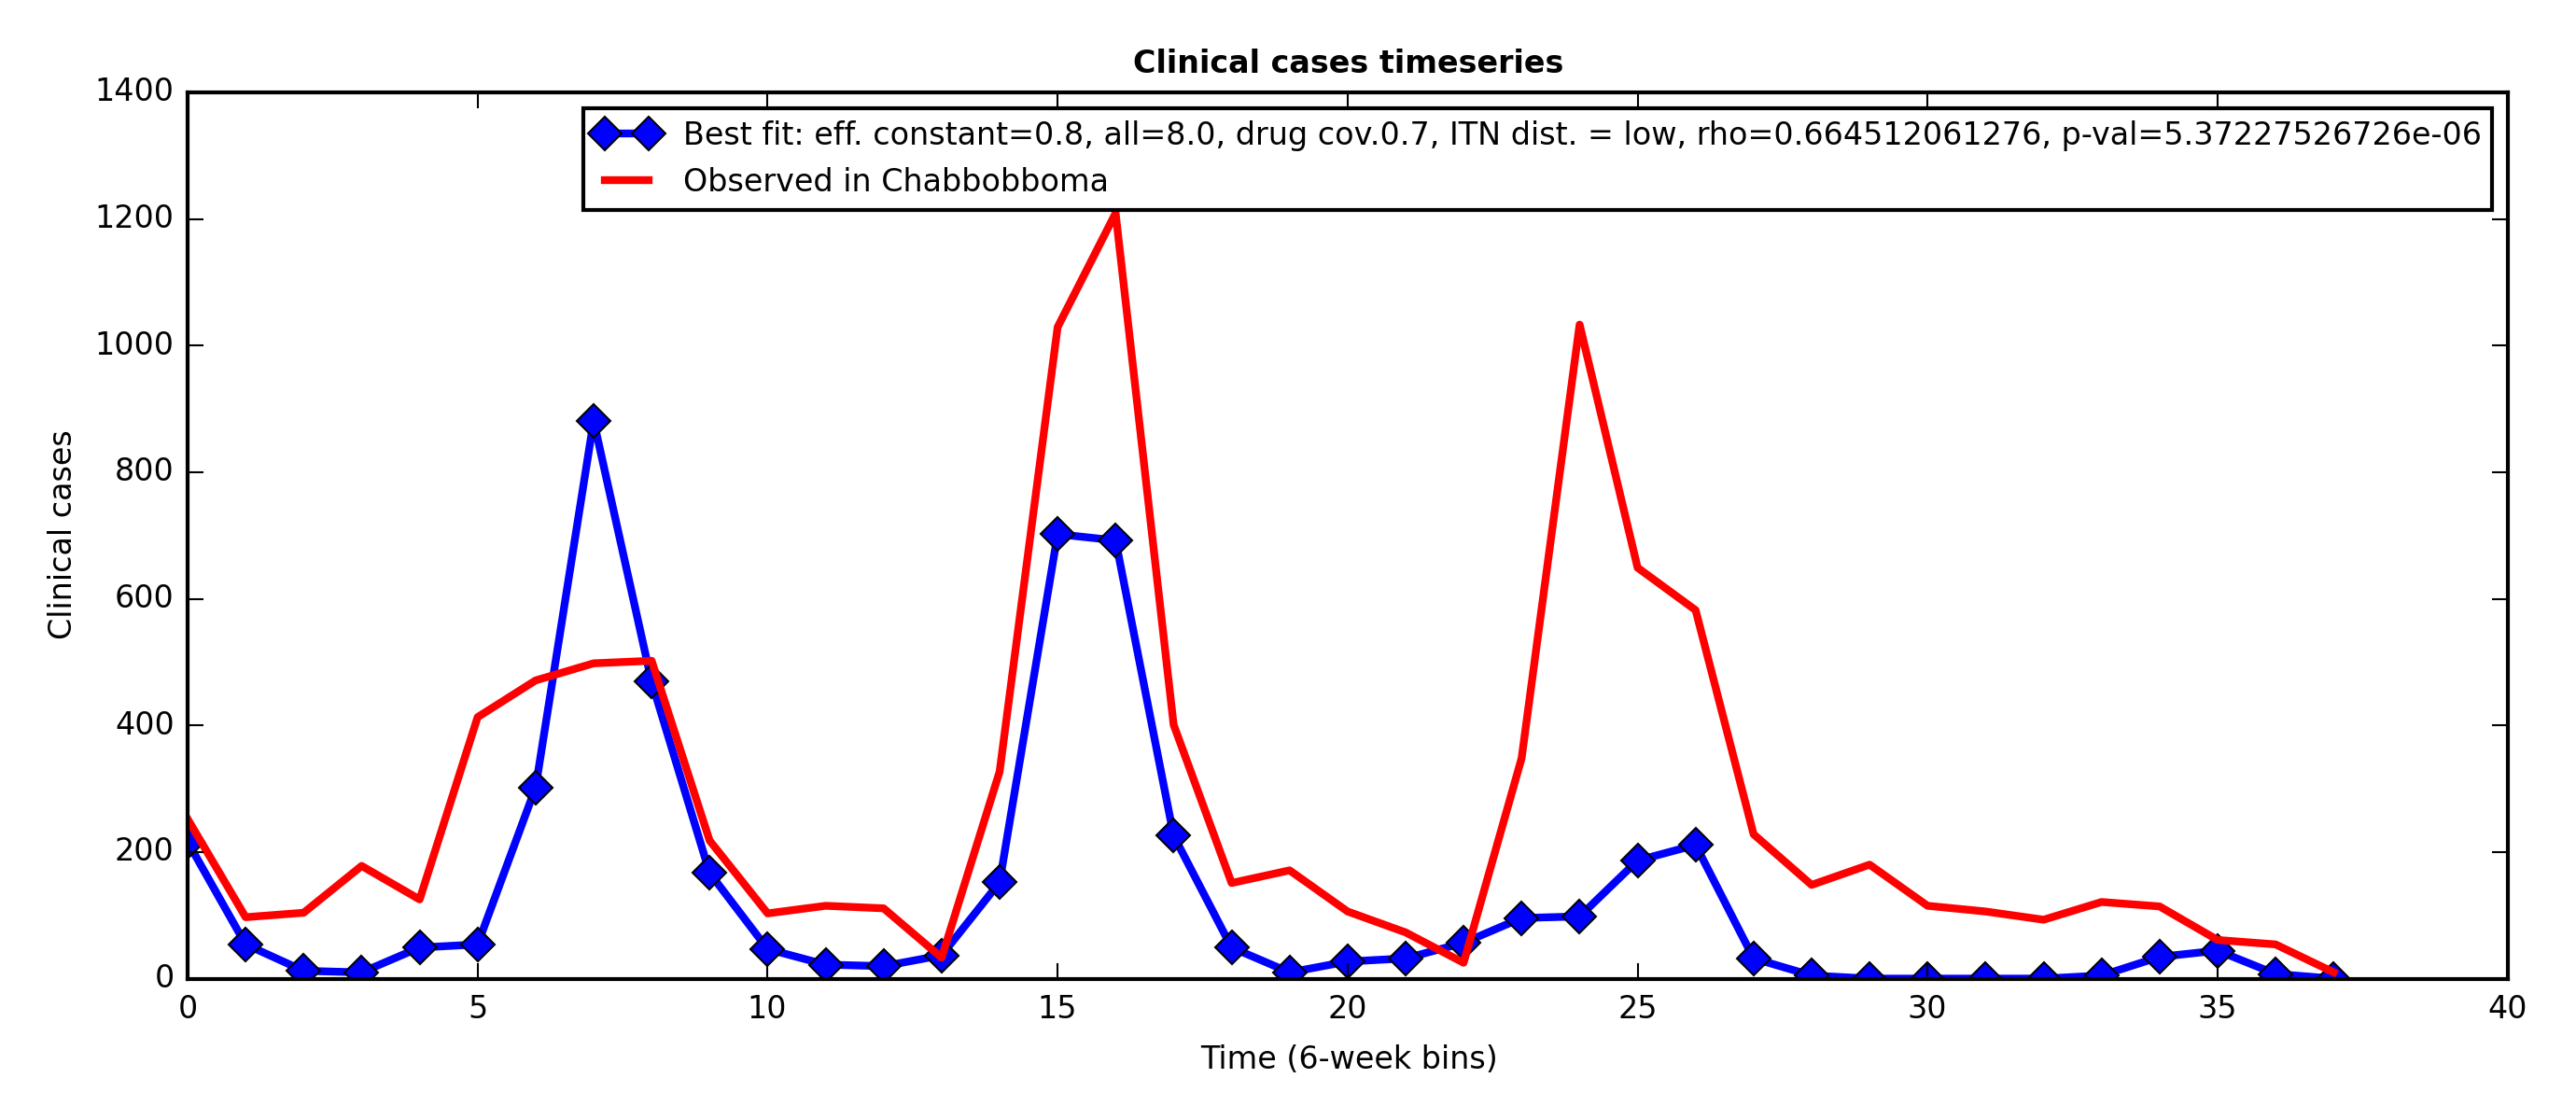 Clinical cases timeseries
1400
1200
1000
800
600
400
200
0
Clinical cases
Best fit: eff. constant=0.8, all=8.0, drug cov.0.7, ITN dist. = low, rho=0.664512061276, p-val=5.37227526726e-06
Observed in Chabbobboma
0 5 10 15 20 25 30 35 40
Time (6-week bins)